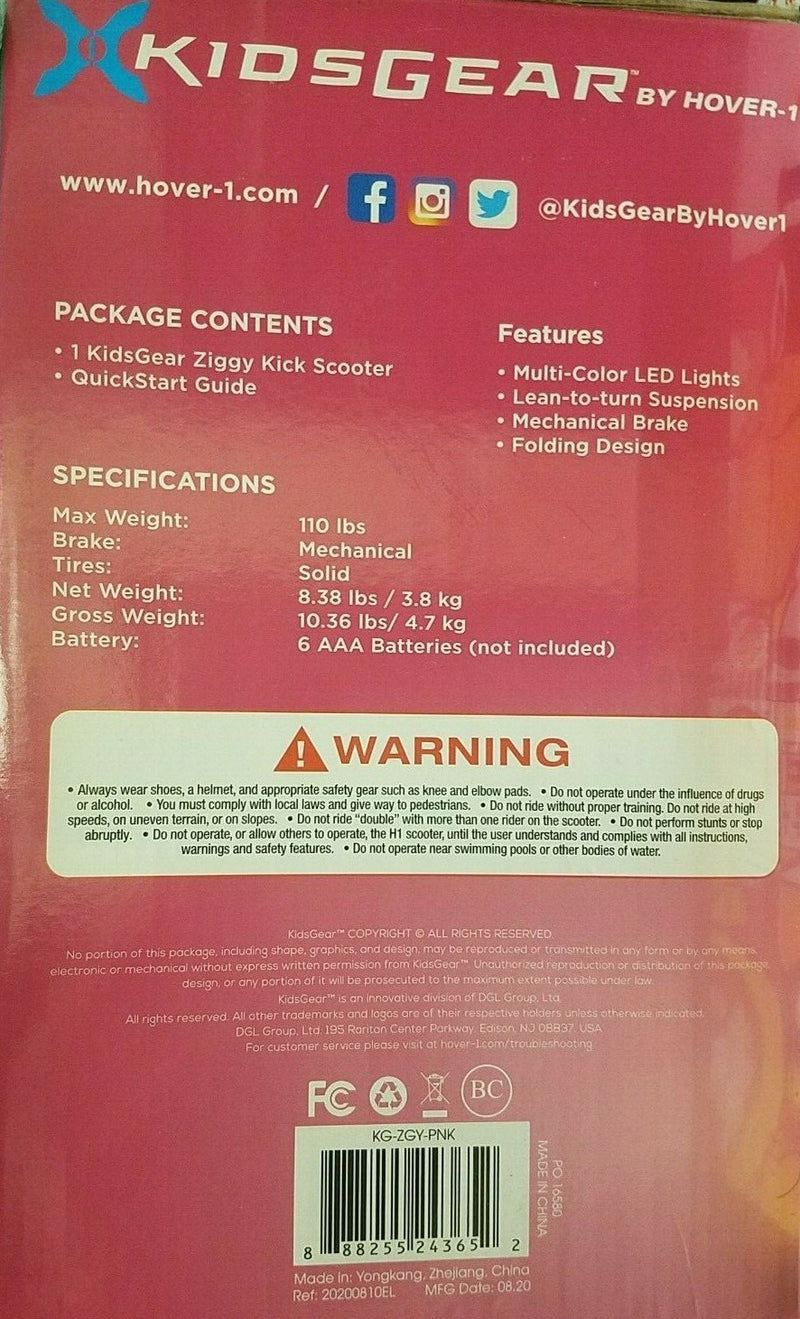 KIDSGEAR™ BY HOVER-1
www.hover-1.com / @KidsGearByHover1
PACKAGE CONTENTS
• 1 KidsGear Ziggy Kick Scooter
• QuickStart Guide
Features
• Multi-Color LED Lights
• Lean-to-turn Suspension
• Mechanical Brake
• Folding Design
SPECIFICATIONS
Max Weight: 110 lbs
Brake: Mechanical
Tires: Solid
Net Weight: 8.38 lbs / 3.8 kg
Gross Weight: 10.36 lbs/ 4.7 kg
Battery: 6 AAA Batteries (not included)
WARNING
• Always wear shoes, a helmet, and appropriate safety gear such as knee and elbow pads. • Do not operate under the influence of drugs
or alcohol. • You must comply with local laws and give way to pedestrians. • Do not ride without proper training. Do not ride at high
speeds, on uneven terrain, or on slopes. • Do not ride "double" with more than one rider on the scooter. • Do not perform stunts or stop
abruptly. • Do not operate, or allow others to operate, the H1 scooter, until the user understands and complies with all instructions,
warnings and safety features. • Do not operate near swimming pools or other bodies of water.
KidsGear™ COPYRIGHT © ALL RIGHTS RESERVED.
No portion of this package, including shape, graphics, and design, may be reproduced or transmitted in any form or by any means,
electronic or mechanical without express written permission from KidsGear™ Unauthorized reproduction or distribution of this package,
design, or any portion of it will be prosecuted to the maximum extent possible under law.
KidsGear™ is an innovative division of DGL Group, Ltd.
All rights reserved. All other trademarks and logos are of their respective holders unless otherwise indicated.
DGL Group, Ltd. 195 Raritan Center Parkway, Edison, NJ 08837, USA
For customer service please visit at hover-1.com/troubleshooting
FC BC
KG-ZGY-PNK
8 88255 24365 2
PO 16580
MADE IN CHINA
Made in: Yongkang, Zhejiang, China
Ref: 20200810EL MFG Date: 08.20